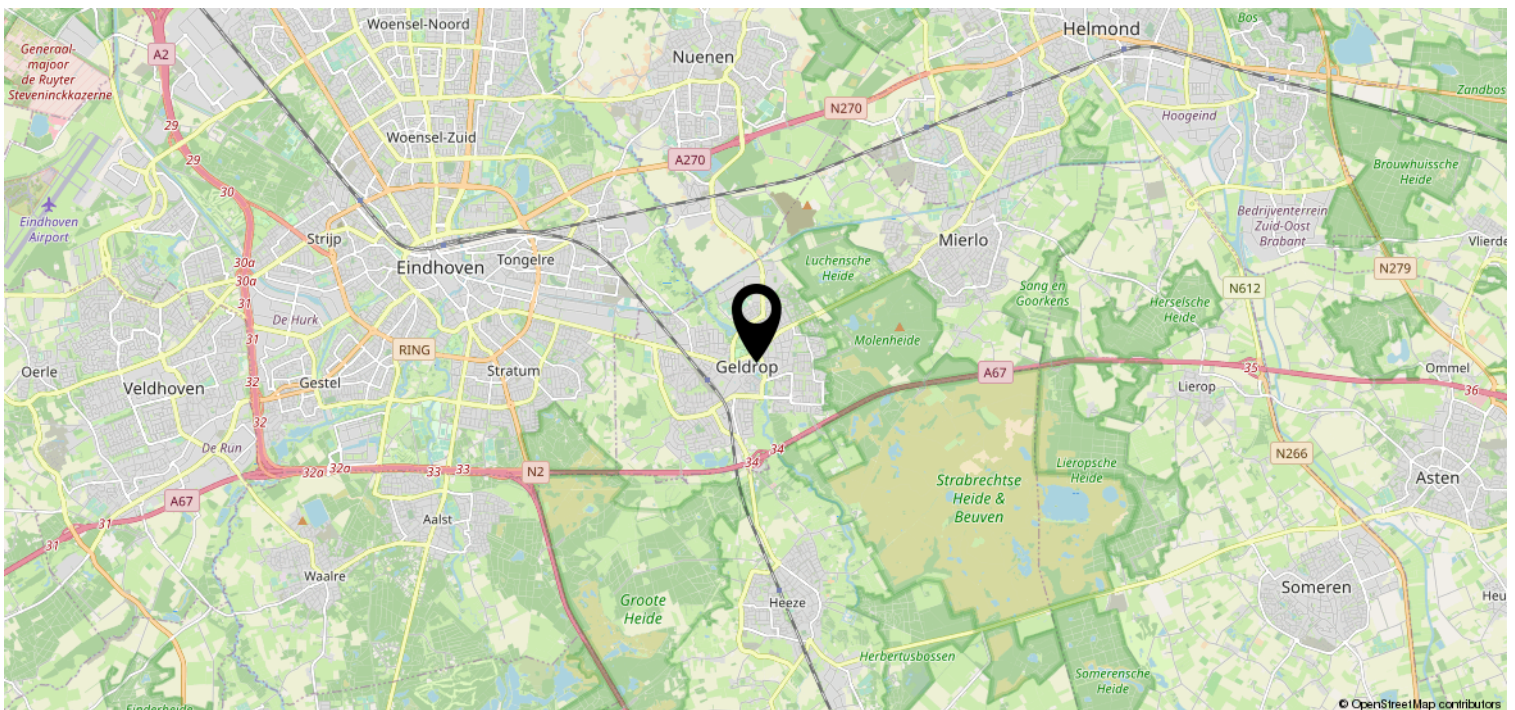 Woensel-Noord
Helmond
Bos
A2
Generaal-
majoor
de Ruyter
Steveninckkazerne
Nuenen
Zandbos
N270
Hoogeind
29
Woensel-Zuid
29
A270
Brouwhuissche
Heide
30
Eindhoven
Airport
Bedrijventerrein
Zuid-Oost
Brabant
Strijp
Mierlo
Vlierde
Eindhoven
Tongelre
30a
30a
Luchensche
Heide
N279
31
Sang en
Goorkens
N612
Herselsche
Heide
De Hurk
31
RING
Molenheide
Oerle
Veldhoven
32
Gestel
Stratum
Geldrop
A67
35
Lierop
Ommel
36
32
De Run
34
34
N266
32a
32a
33
33
N2
Lieropsche
Heide
Strabrechtse
Heide &
Beuven
Asten
A67
31
31
Aalst
Waalre
Someren
Heeze
Groote
Heide
Heu
Herbertusbossen
Somerensche
Heide
Einderheide
© OpenStreetMap contributors